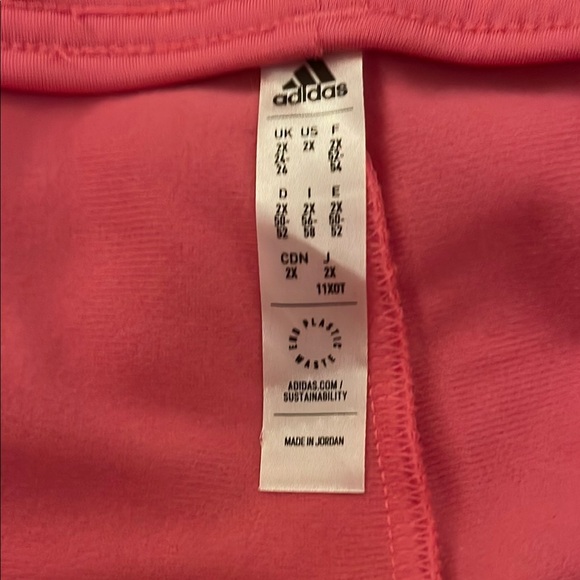 adidas
UK US F
2X 2X 2X
24- 52-
26 54
D I E
2X 2X 2X
50- 56- 50-
52 58 52
CDN J
2X 2X
11XOT
END PLASTIC WASTE
ADIDAS.COM/
SUSTAINABILITY
MADE IN JORDAN